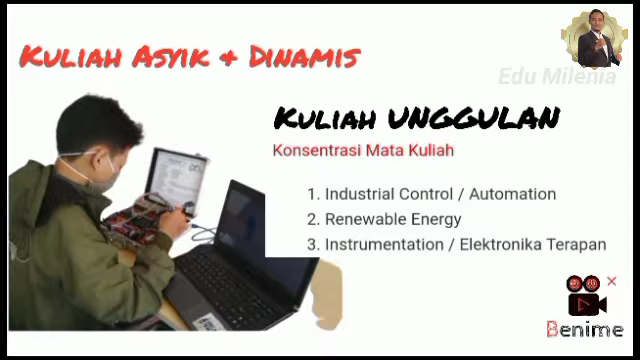 Kuliah Asyik & Dinamis
Edu Milenia
Kuliah UNGGULAN
Konsentrasi Mata Kuliah
1. Industrial Control / Automation
2. Renewable Energy
3. Instrumentation / Elektronika Terapan
Benime